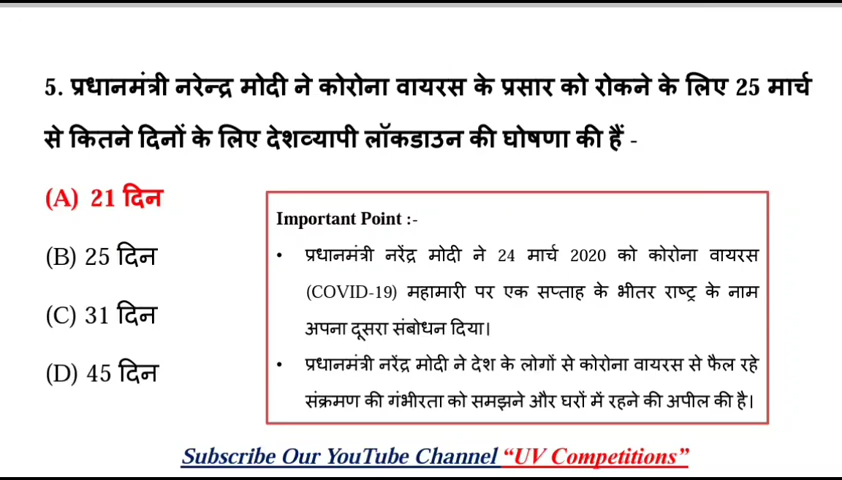 5. प्रधानमंत्री नरेन्द्र मोदी ने कोरोना वायरस के प्रसार को रोकने के लिए 25 मार्च
से कितने दिनों के लिए देशव्यापी लॉकडाउन की घोषणा की हैं -
(A) 21 दिन
(B) 25 दिन
(C) 31 दिन
(D) 45 दिन
Important Point :-
• प्रधानमंत्री नरेंद्र मोदी ने 24 मार्च 2020 को कोरोना वायरस
(COVID-19) महामारी पर एक सप्ताह के भीतर राष्ट्र के नाम
अपना दूसरा संबोधन दिया।
• प्रधानमंत्री नरेंद्र मोदी ने देश के लोगों से कोरोना वायरस से फैल रहे
संक्रमण की गंभीरता को समझने और घरों में रहने की अपील की है।
Subscribe Our YouTube Channel “UV Competitions”